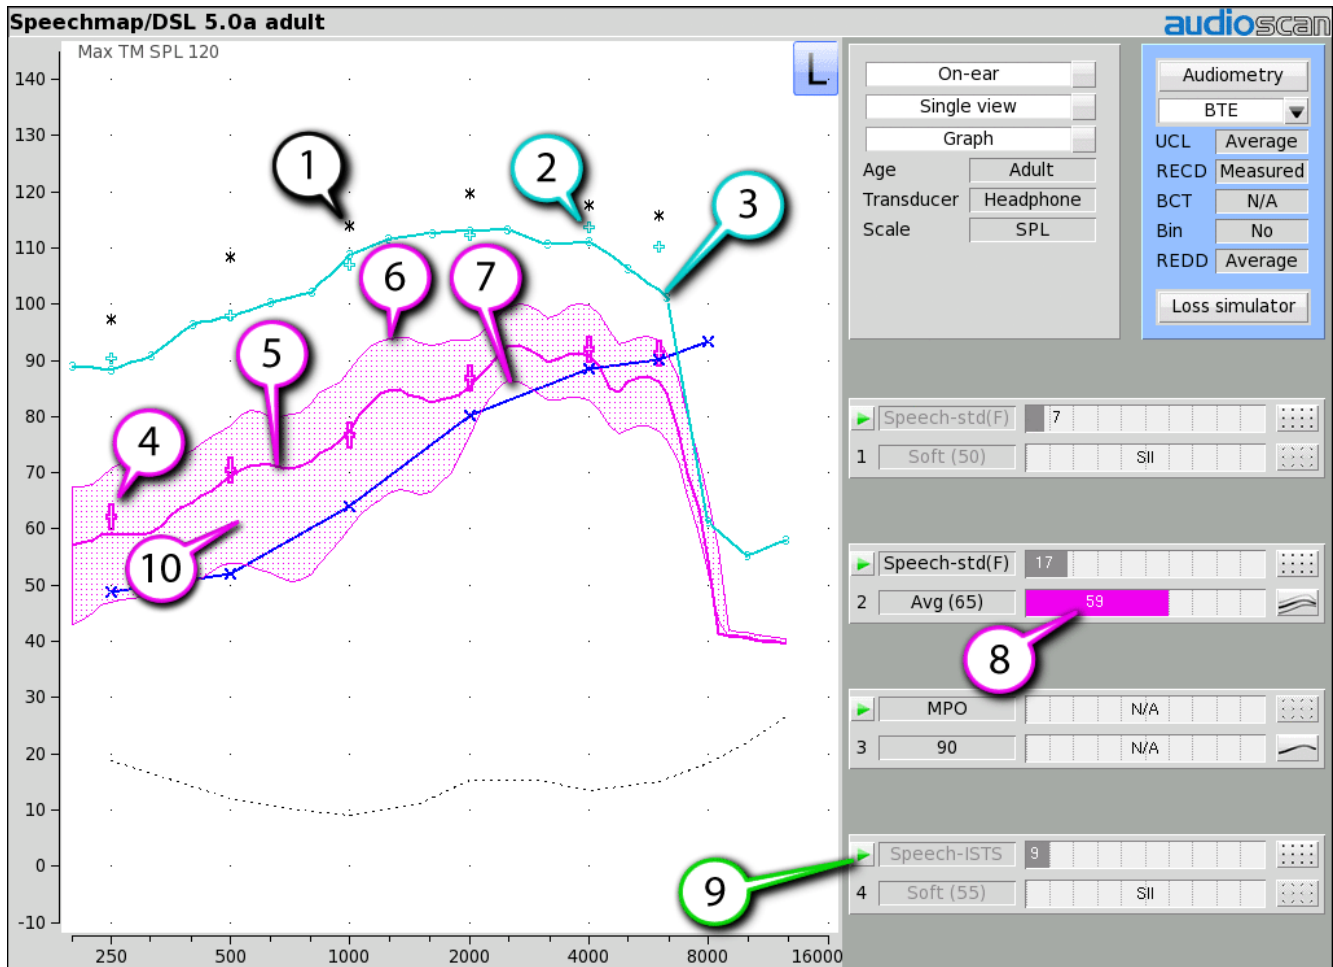 Speechmap/DSL 5.0a adult
audioscan
Max TM SPL 120
L
140
130
120
110
100
90
80
70
60
50
40
30
20
10
0
-10
250 500 1000 2000 4000 8000 16000
1
2
3
6
7
5
4
10
On-ear
Single view
Graph
Age Adult
Transducer Headphone
Scale SPL
Audiometry
BTE
UCL Average
RECD Measured
BCT N/A
Bin No
REDD Average
Loss simulator
Speech-std(F) 7
1 Soft (50) SII
Speech-std(F) 17
2 Avg (65) 59
8
MPO N/A
3 90 N/A
9
Speech-ISTS 9
4 Soft (55) SII